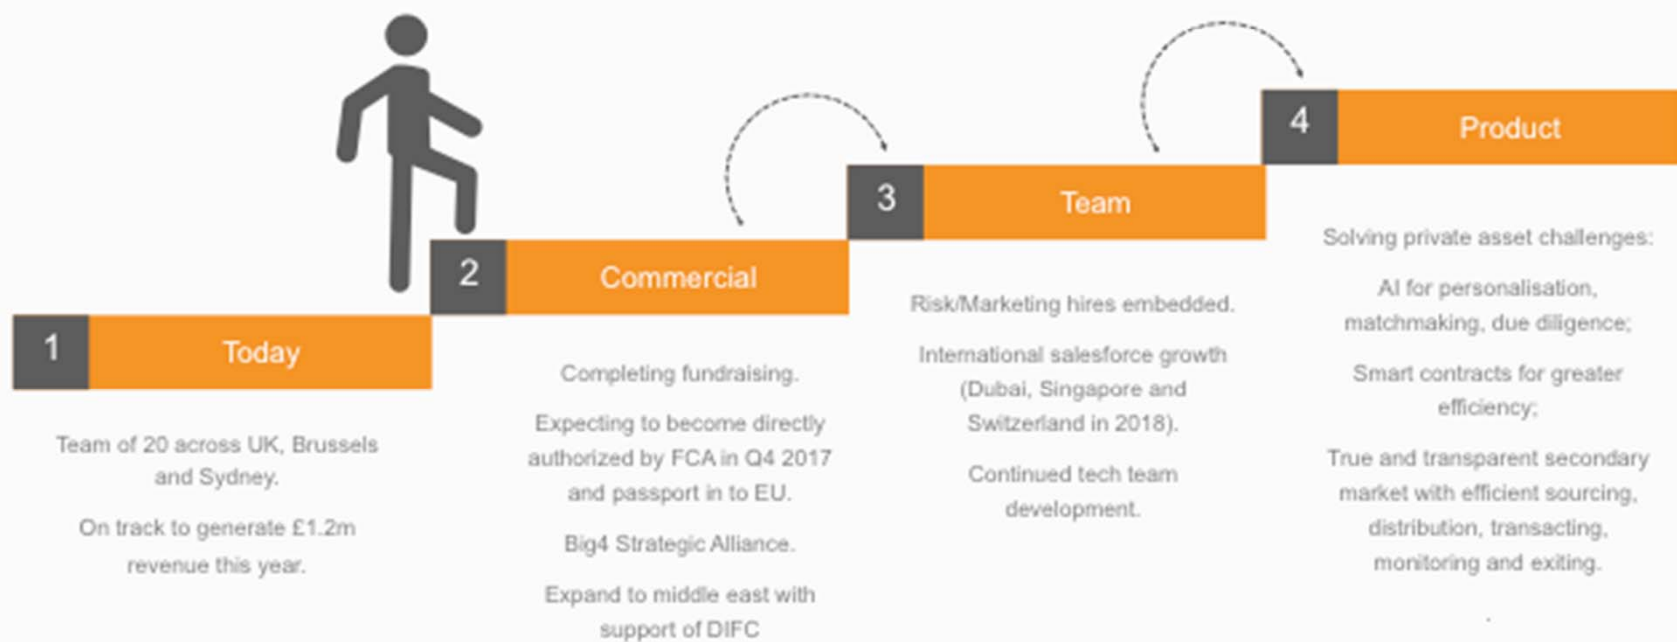 1
Today
Team of 20 across UK, Brussels
and Sydney.
On track to generate £1.2m
revenue this year.
2
Commercial
Completing fundraising.
Expecting to become directly
authorized by FCA in Q4 2017
and passport in to EU.
Big4 Strategic Alliance.
Expand to middle east with
support of DIFC
3
Team
Risk/Marketing hires embedded.
International salesforce growth
(Dubai, Singapore and
Switzerland in 2018).
Continued tech team
development.
4
Product
Solving private asset challenges:
AI for personalisation,
matchmaking, due diligence;
Smart contracts for greater
efficiency;
True and transparent secondary
market with efficient sourcing,
distribution, transacting,
monitoring and exiting.
.